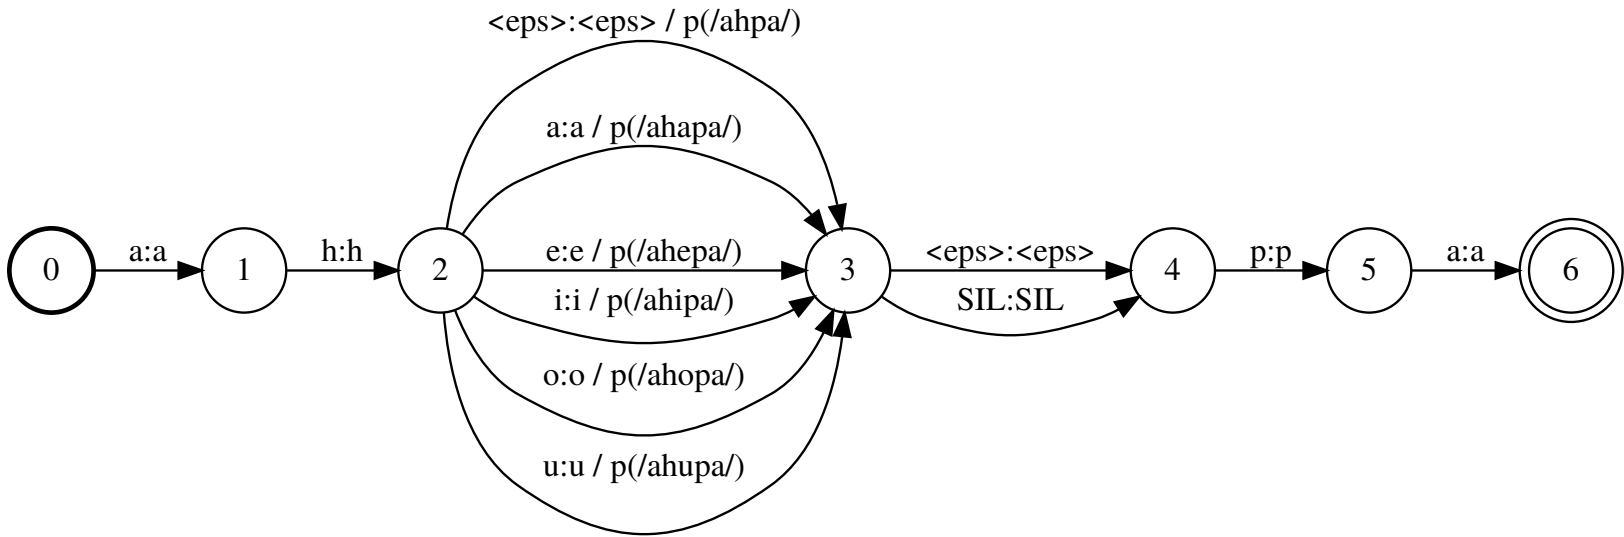 <eps>:<eps> / p(/ahpa/)
a:a / p(/ahapa/)
e:e / p(/ahepa/)
i:i / p(/ahipa/)
o:o / p(/ahopa/)
u:u / p(/ahupa/)
0
a:a
1
h:h
2
3
<eps>:<eps>
SIL:SIL
4
p:p
5
a:a
6